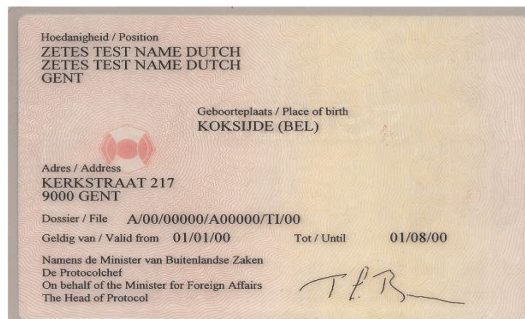 Hoedanigheid / Position
ZETES TEST NAME DUTCH
ZETES TEST NAME DUTCH
GENT
Geboorteplaats / Place of birth
KOKSIJDE (BEL)
Adres / Address
KERKSTRAAT 217
9000 GENT
Dossier / File A/00/00000/A00000/TI/00
Geldig van / Valid from 01/01/00 Tot / Until 01/08/00
Namens de Minister van Buitenlandse Zaken
De Protocolchef
On behalf of the Minister for Foreign Affairs
The Head of Protocol